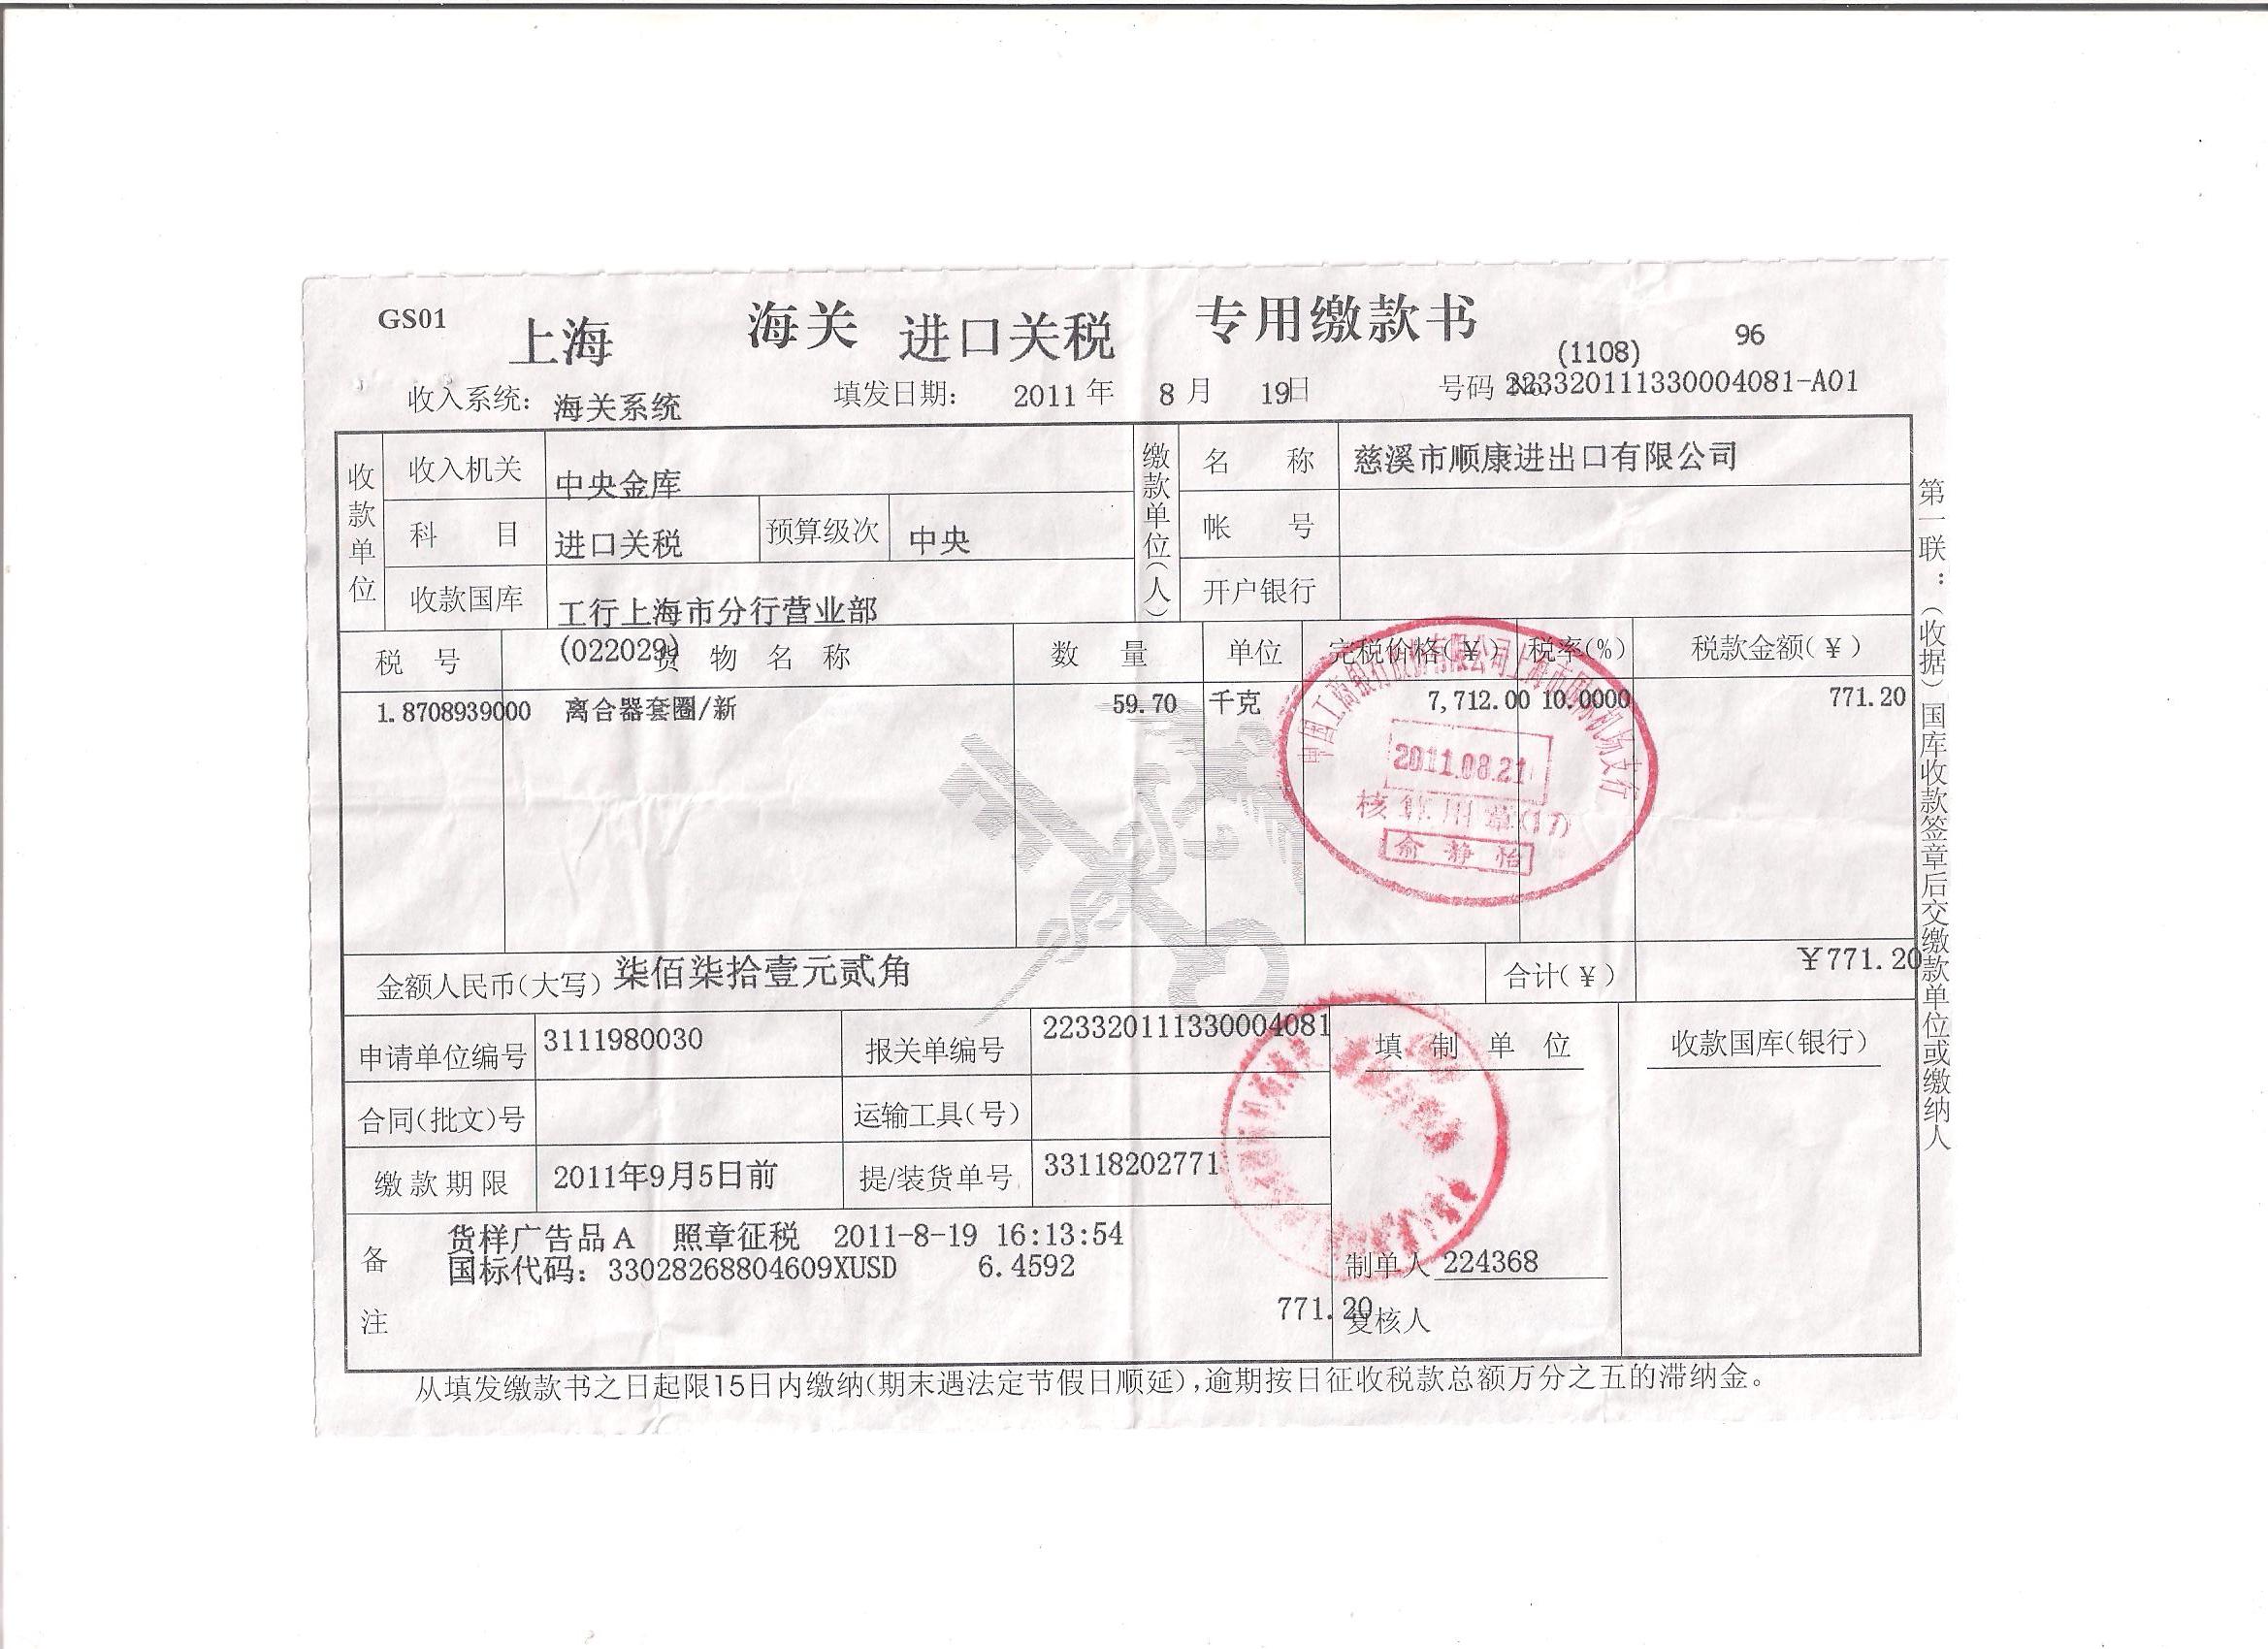 GS01
上海 海关 进口关税 专用缴款书
(1108) 96
收入系统: 海关系统 填发日期: 2011 年 8 月 19日 号码 No. 223320111330004081-A01
收款单位 收入机关 中央金库 缴款单位(人) 名 称 慈溪市顺康进出口有限公司
科 目 进口关税 预算级次 中央 帐 号
收款国库 工行上海市分行营业部 开户银行
(022029)
税 号 货 物 名 称 数 量 单位 完税价格(¥) 税率(%) 税款金额(¥)
1.8708939000 离合器套圈/新 59.70 千克 7,712.00 10.0000 771.20
2011.08.21
核销用章(17)
俞静怡
金额人民币(大写) 柒佰柒拾壹元贰角 合计(¥) ¥771.20
申请单位编号 3111980030 报关单编号 223320111330004081 填 制 单 位 收款国库(银行)
合同(批文)号 运输工具(号)
缴款期限 2011年9月5日前 提/装货单号 33118202771
备注 货样广告品A 照章征税 2011-8-19 16:13:54
国标代码: 33028268804609XUSD 6.4592 制单人 224368
771.20 复核人
从填发缴款书之日起限15日内缴纳(期末遇法定节假日顺延),逾期按日征收税款总额万分之五的滞纳金。
第一联:(收据)国库收款签章后交缴款单位或缴纳人